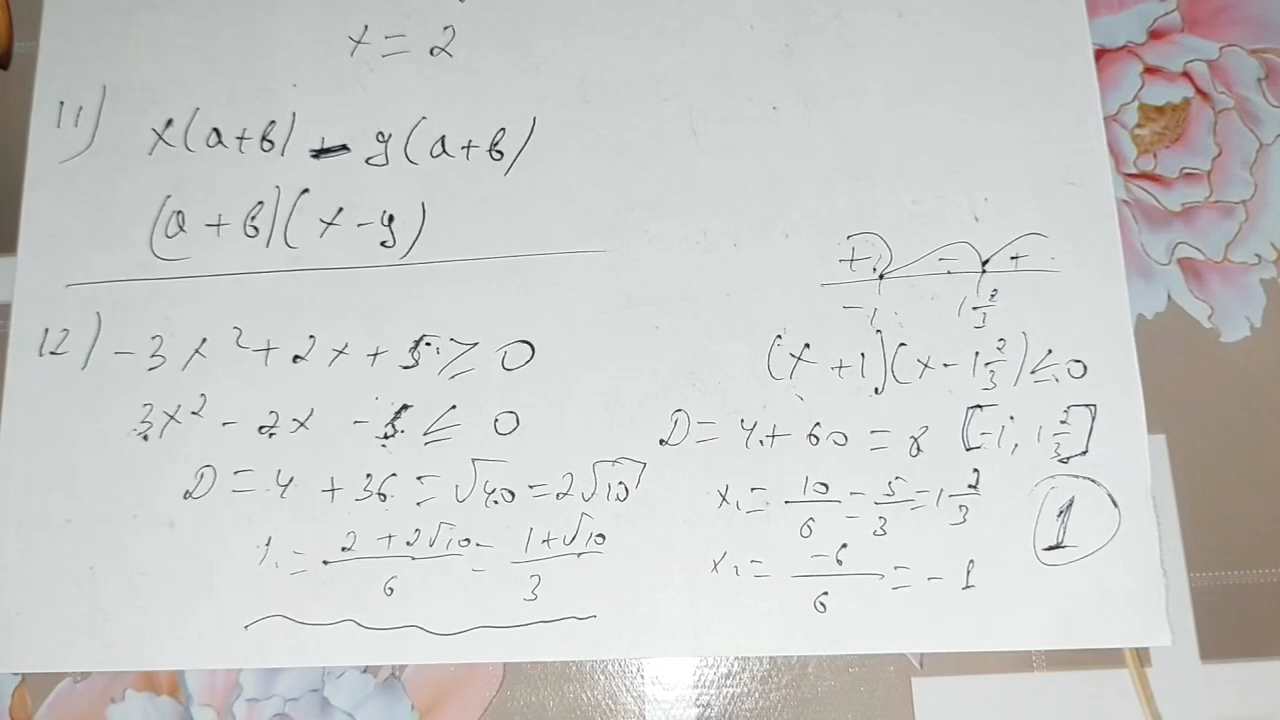 x = 2
11) x(a+b) - y(a+b)
(a+b)(x-y)
12) -3x²+2x+5 ≥ 0
3x² - 2x - 5 ≤ 0
D = 4 + 36 = √40 = 2√10
x₁ = (2+2√10)/6 = (1+√10)/3
+ - +
-1 1 2/3
(x+1)(x-1 2/3) ≤ 0
D = 4 + 60 = 8 [-1; 1 2/3]
x₁ = 10/6 = 5/3 = 1 2/3
x₂ = -6/6 = -1
1